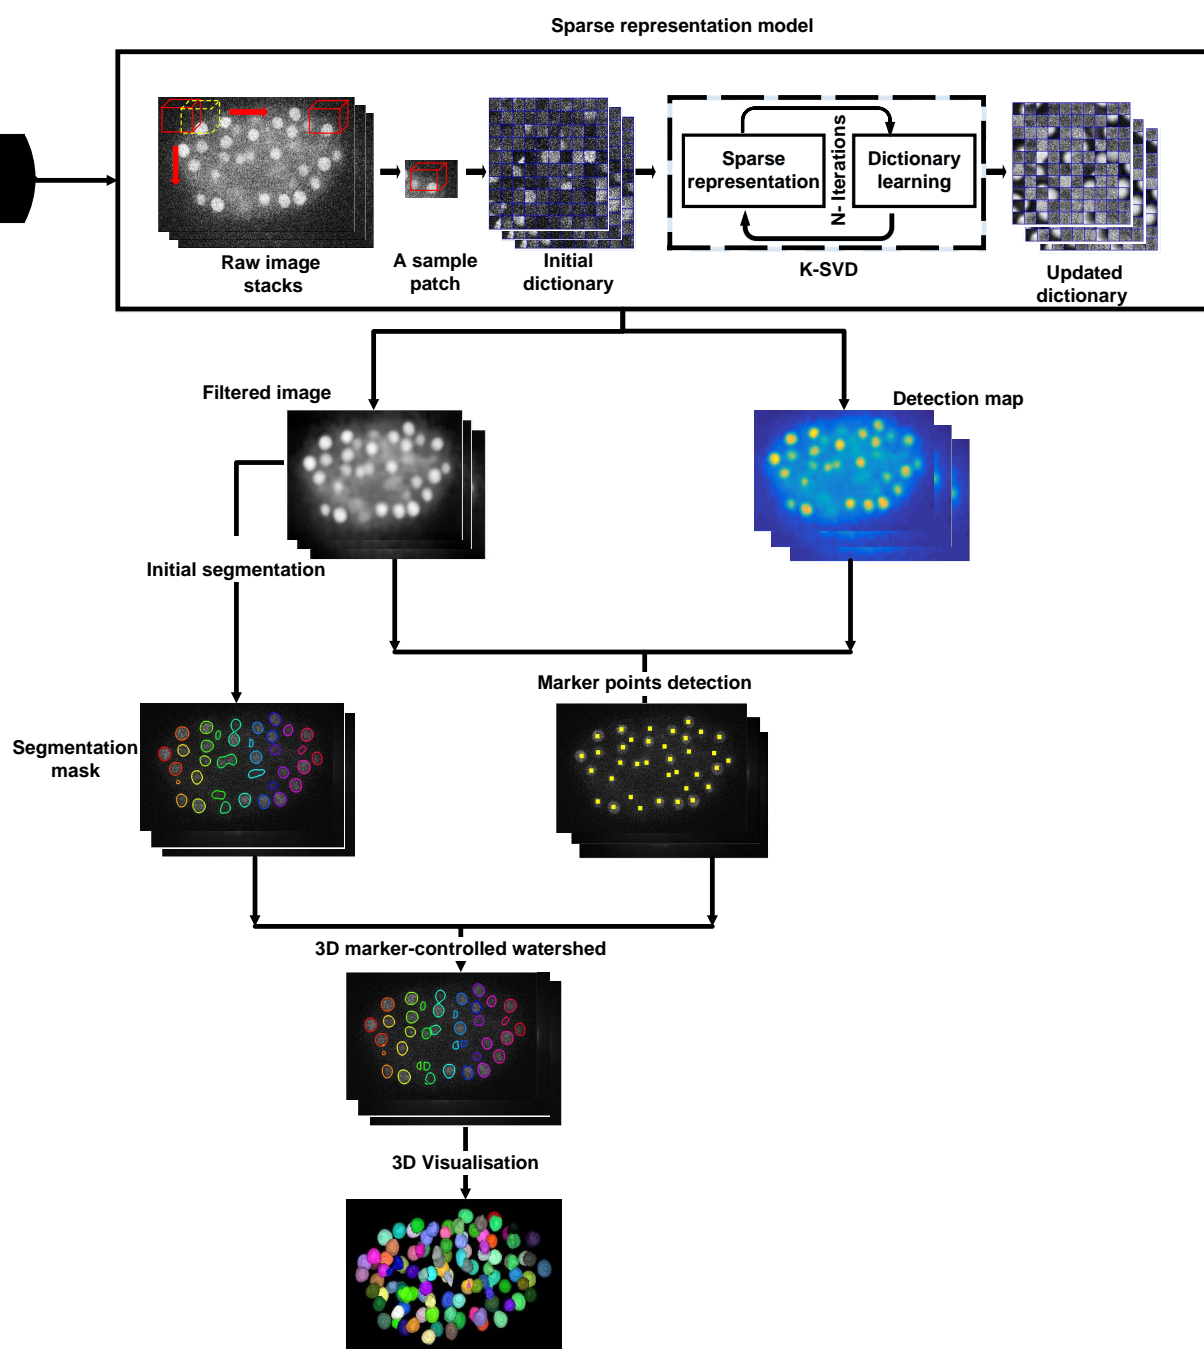 Sparse representation model
Raw image
stacks
A sample
patch
Initial
dictionary
Sparse
representation
N- Iterations
Dictionary
learning
K-SVD
Updated
dictionary
Filtered image
Detection map
Initial segmentation
Marker points detection
Segmentation
mask
3D marker-controlled watershed
3D Visualisation